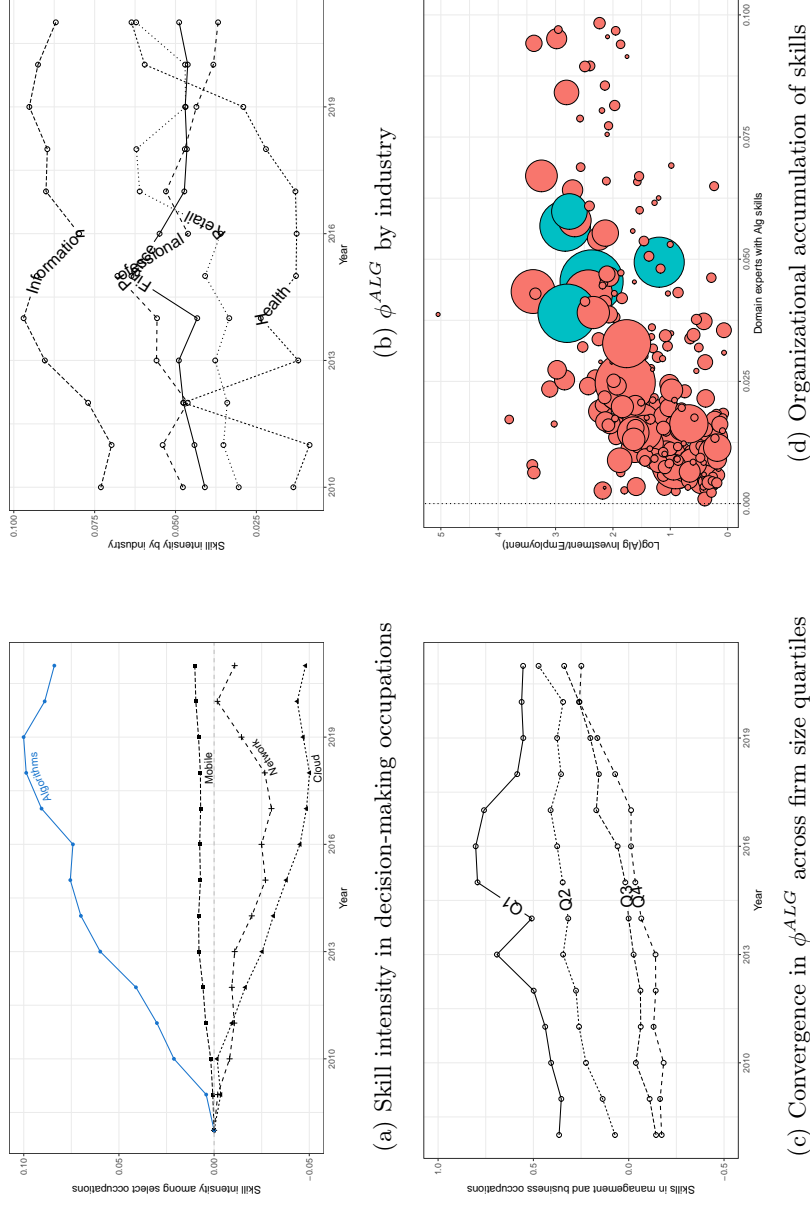 Skill intensity among select occupations
0.10
0.05
0.00
−0.05
Algorithms
Mobile
Network
Cloud
2010
2013
2016
2019
Year
(a) Skill intensity in decision-making occupations
Skill intensity by industry
0.100
0.075
0.050
0.025
Information
Professional
Finance
Retail
Health
2010
2013
2016
2019
Year
(b) ϕ^ALG by industry
Skills in management and business occupations
1.0
0.5
0.0
−0.5
Q1
Q2
Q3
Q4
2010
2013
2016
2019
Year
(c) Convergence in ϕ^ALG across firm size quartiles
Log(Alg Investment/Employment)
5
4
3
2
1
0
0.000
0.025
0.050
0.075
0.100
Domain experts with Alg skills
(d) Organizational accumulation of skills